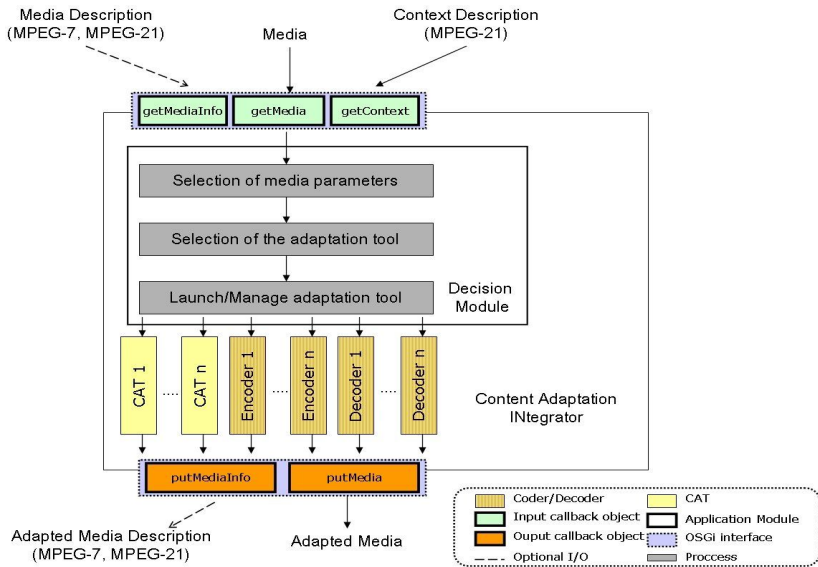 Media Description
(MPEG-7, MPEG-21)
Media
Context Description
(MPEG-21)
getMediaInfo
getMedia
getContext
Selection of media parameters
Selection of the adaptation tool
Launch/Manage adaptation tool
Decision
Module
CAT 1
....
CAT n
Encoder 1
....
Encoder n
Decoder 1
....
Decoder n
Content Adaptation
INtegrator
putMediaInfo
putMedia
Adapted Media Description
(MPEG-7, MPEG-21)
Adapted Media
Coder/Decoder
CAT
Input callback object
Application Module
Ouput callback object
OSGi interface
Optional I/O
Proccess